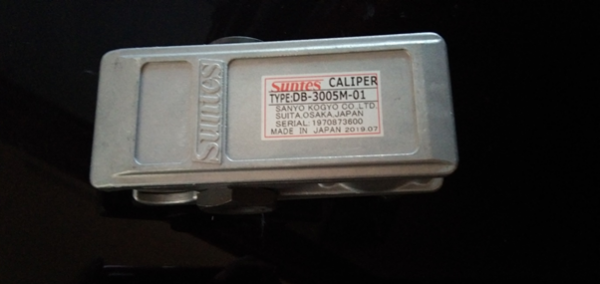 suntes
Suntes CALIPER
TYPE:DB-3005M-01
SANYO KOGYO CO.,LTD.
SUITA,OSAKA,JAPAN
SERIAL: 1970873600
MADE IN JAPAN 2019.07